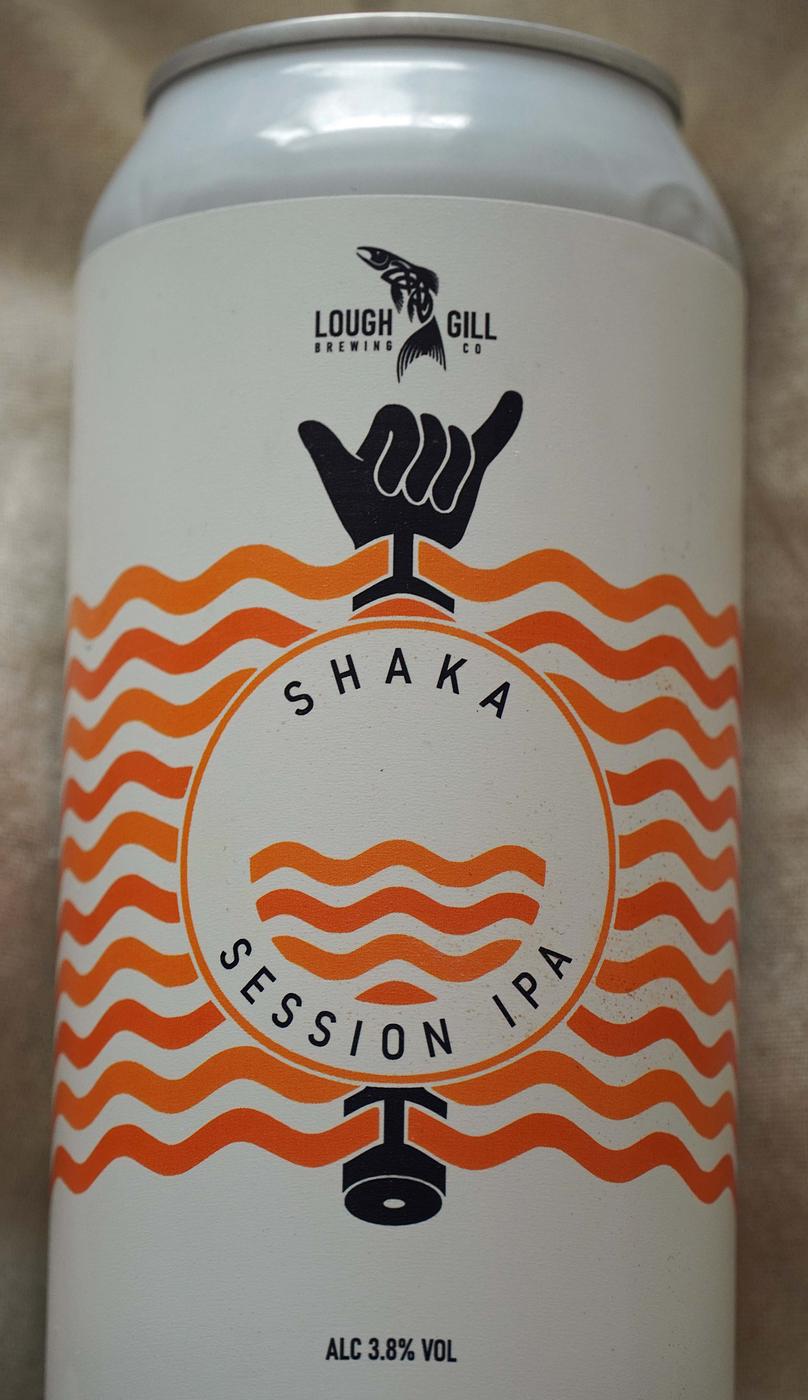 LOUGH GILL
BREWING CO
SHAKA
SESSION IPA
ALC 3.8% VOL